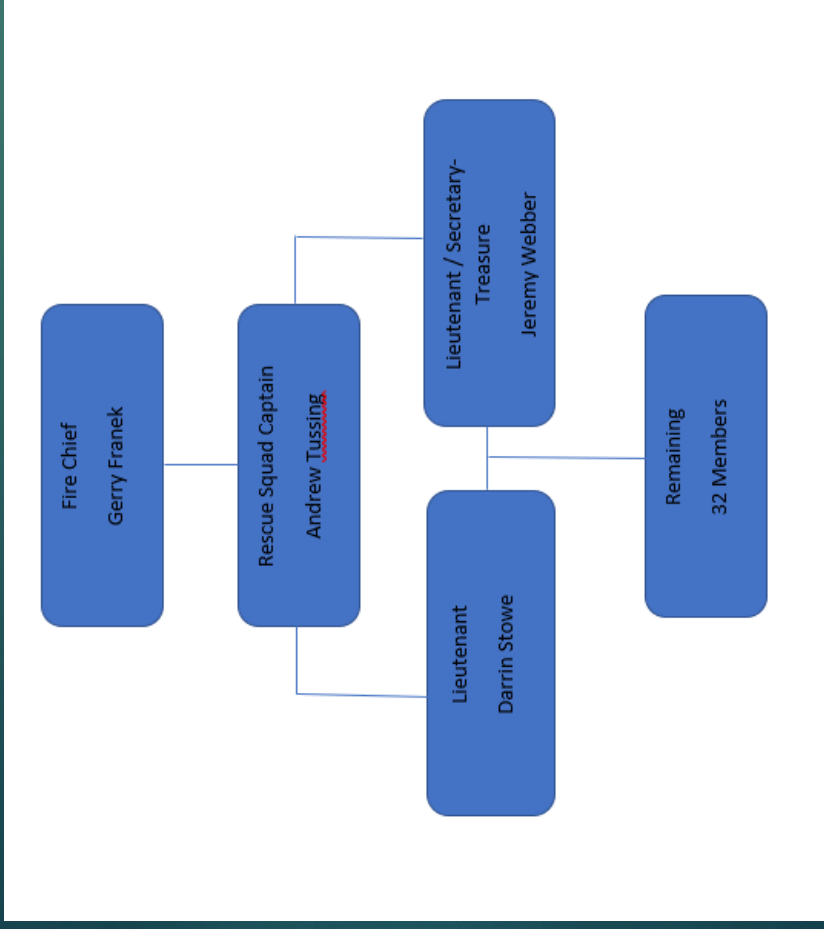 Fire Chief
Gerry Franek
Rescue Squad Captain
Andrew Tussing
Lieutenant
Darrin Stowe
Lieutenant / Secretary-
Treasure
Jeremy Webber
Remaining
32 Members